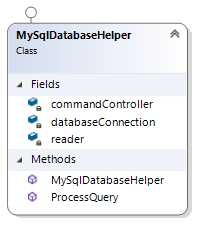 MySqlDatabaseHelper
Class
Fields
commandController
databaseConnection
reader
Methods
MySqlDatabaseHelper
ProcessQuery